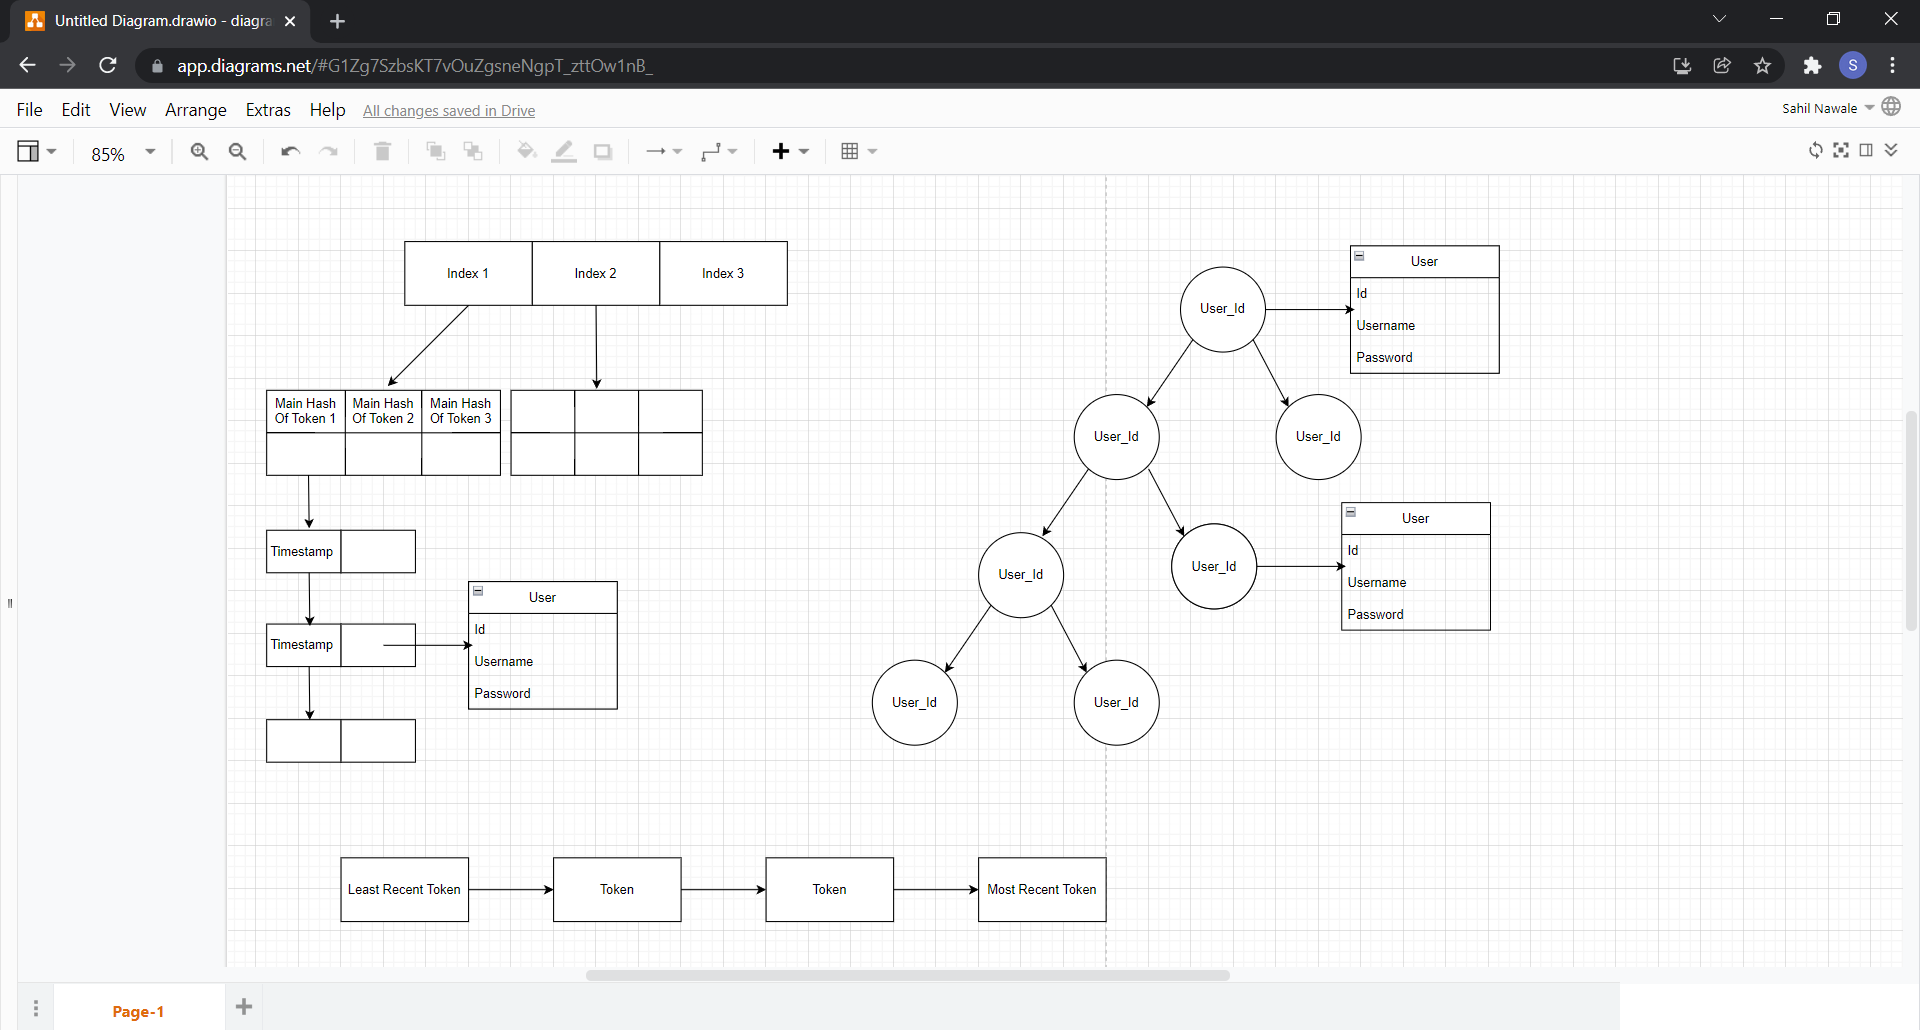 Untitled Diagram.drawio - diagra
app.diagrams.net/#G1Zg7SzbsKT7vOuZgsneNgpT_zttOw1nB_
S
File Edit View Arrange Extras Help All changes saved in Drive
Sahil Nawale
85%
Index 1 Index 2 Index 3
Main Hash Of Token 1
Main Hash Of Token 2
Main Hash Of Token 3
Timestamp
Timestamp
User
Id
Username
Password
User_Id
User
Id
Username
Password
User_Id
User_Id
User_Id
User_Id
User
Id
Username
Password
User_Id
User_Id
Least Recent Token
Token
Token
Most Recent Token
Page-1